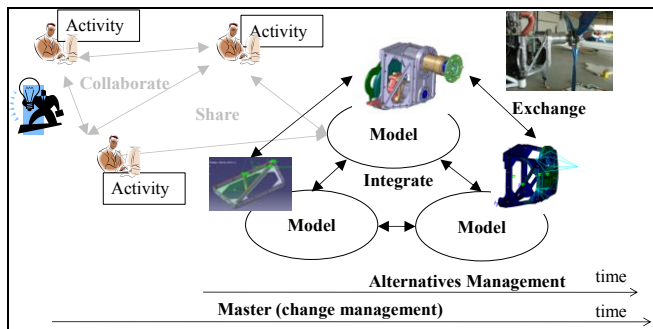 Activity
Activity
Collaborate
Share
Exchange
Model
Activity
Integrate
Model
Model
Alternatives Management
time
Master (change management)
time